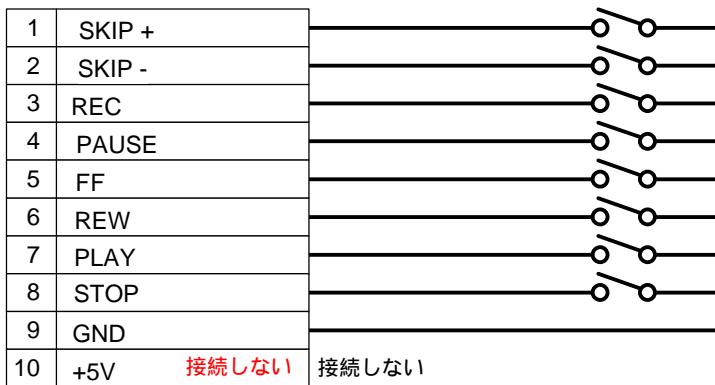 1 SKIP +
2 SKIP -
3 REC
4 PAUSE
5 FF
6 REW
7 PLAY
8 STOP
9 GND
10 +5V 接続しない 接続しない